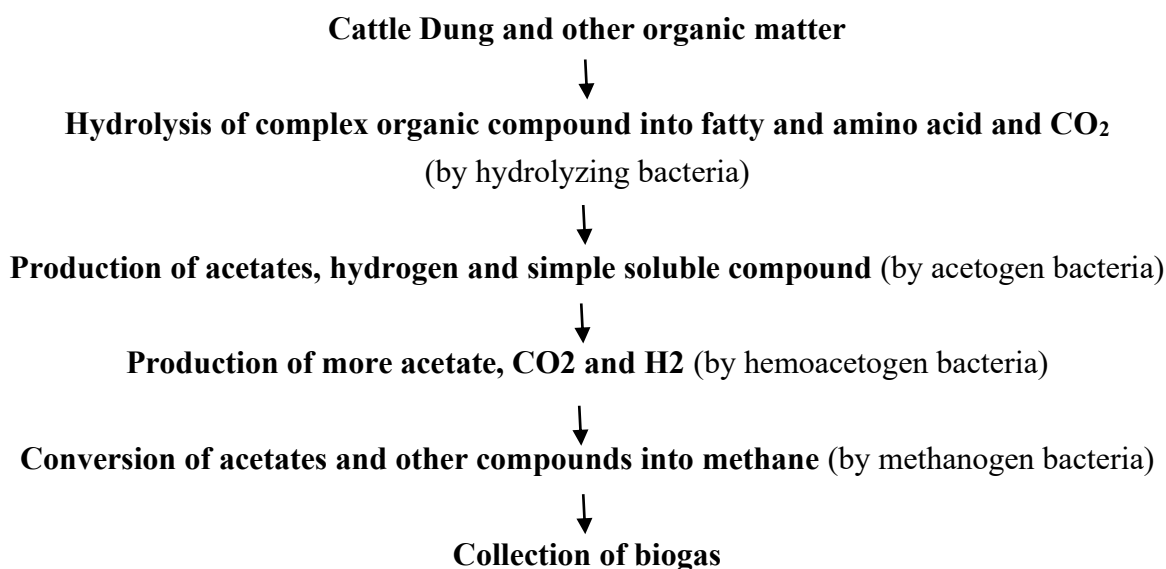 Cattle Dung and other organic matter
Hydrolysis of complex organic compound into fatty and amino acid and CO₂
(by hydrolyzing bacteria)
Production of acetates, hydrogen and simple soluble compound (by acetogen bacteria)
Production of more acetate, CO2 and H2 (by hemoacetogen bacteria)
Conversion of acetates and other compounds into methane (by methanogen bacteria)
Collection of biogas